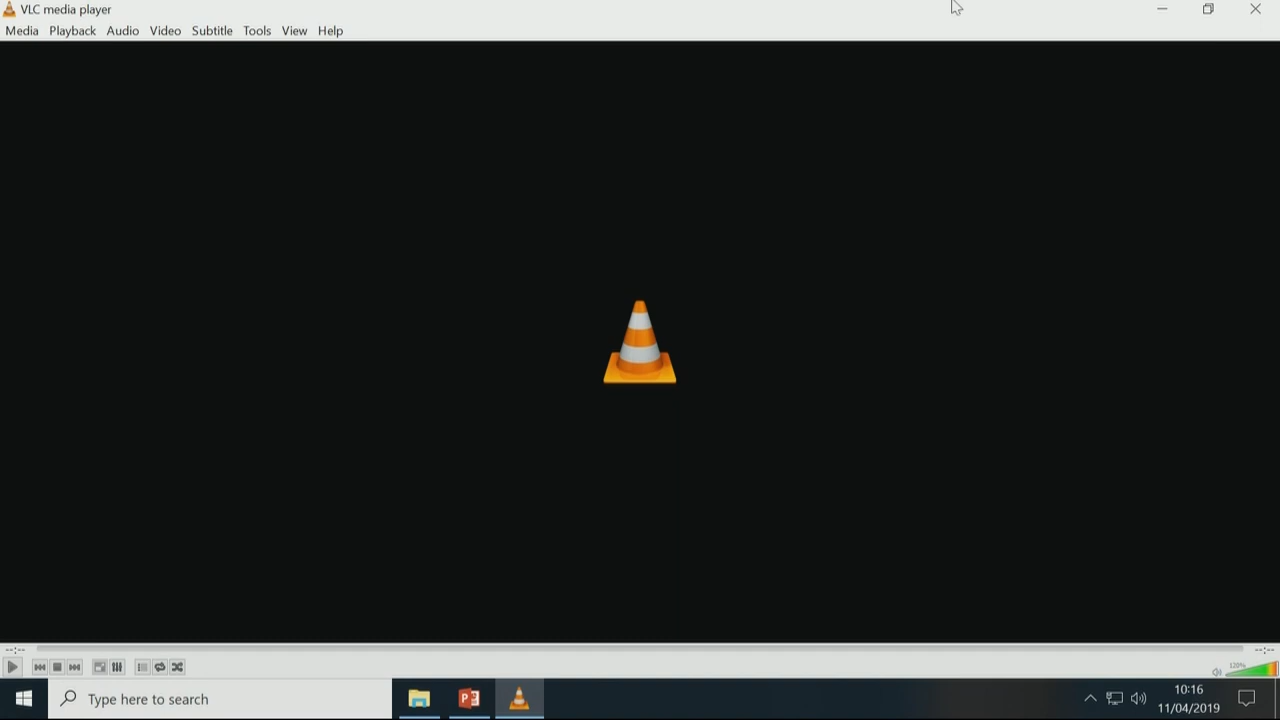 VLC media player
Media Playback Audio Video Subtitle Tools View Help
--:-- --:--
120%
Type here to search
10:16
11/04/2019